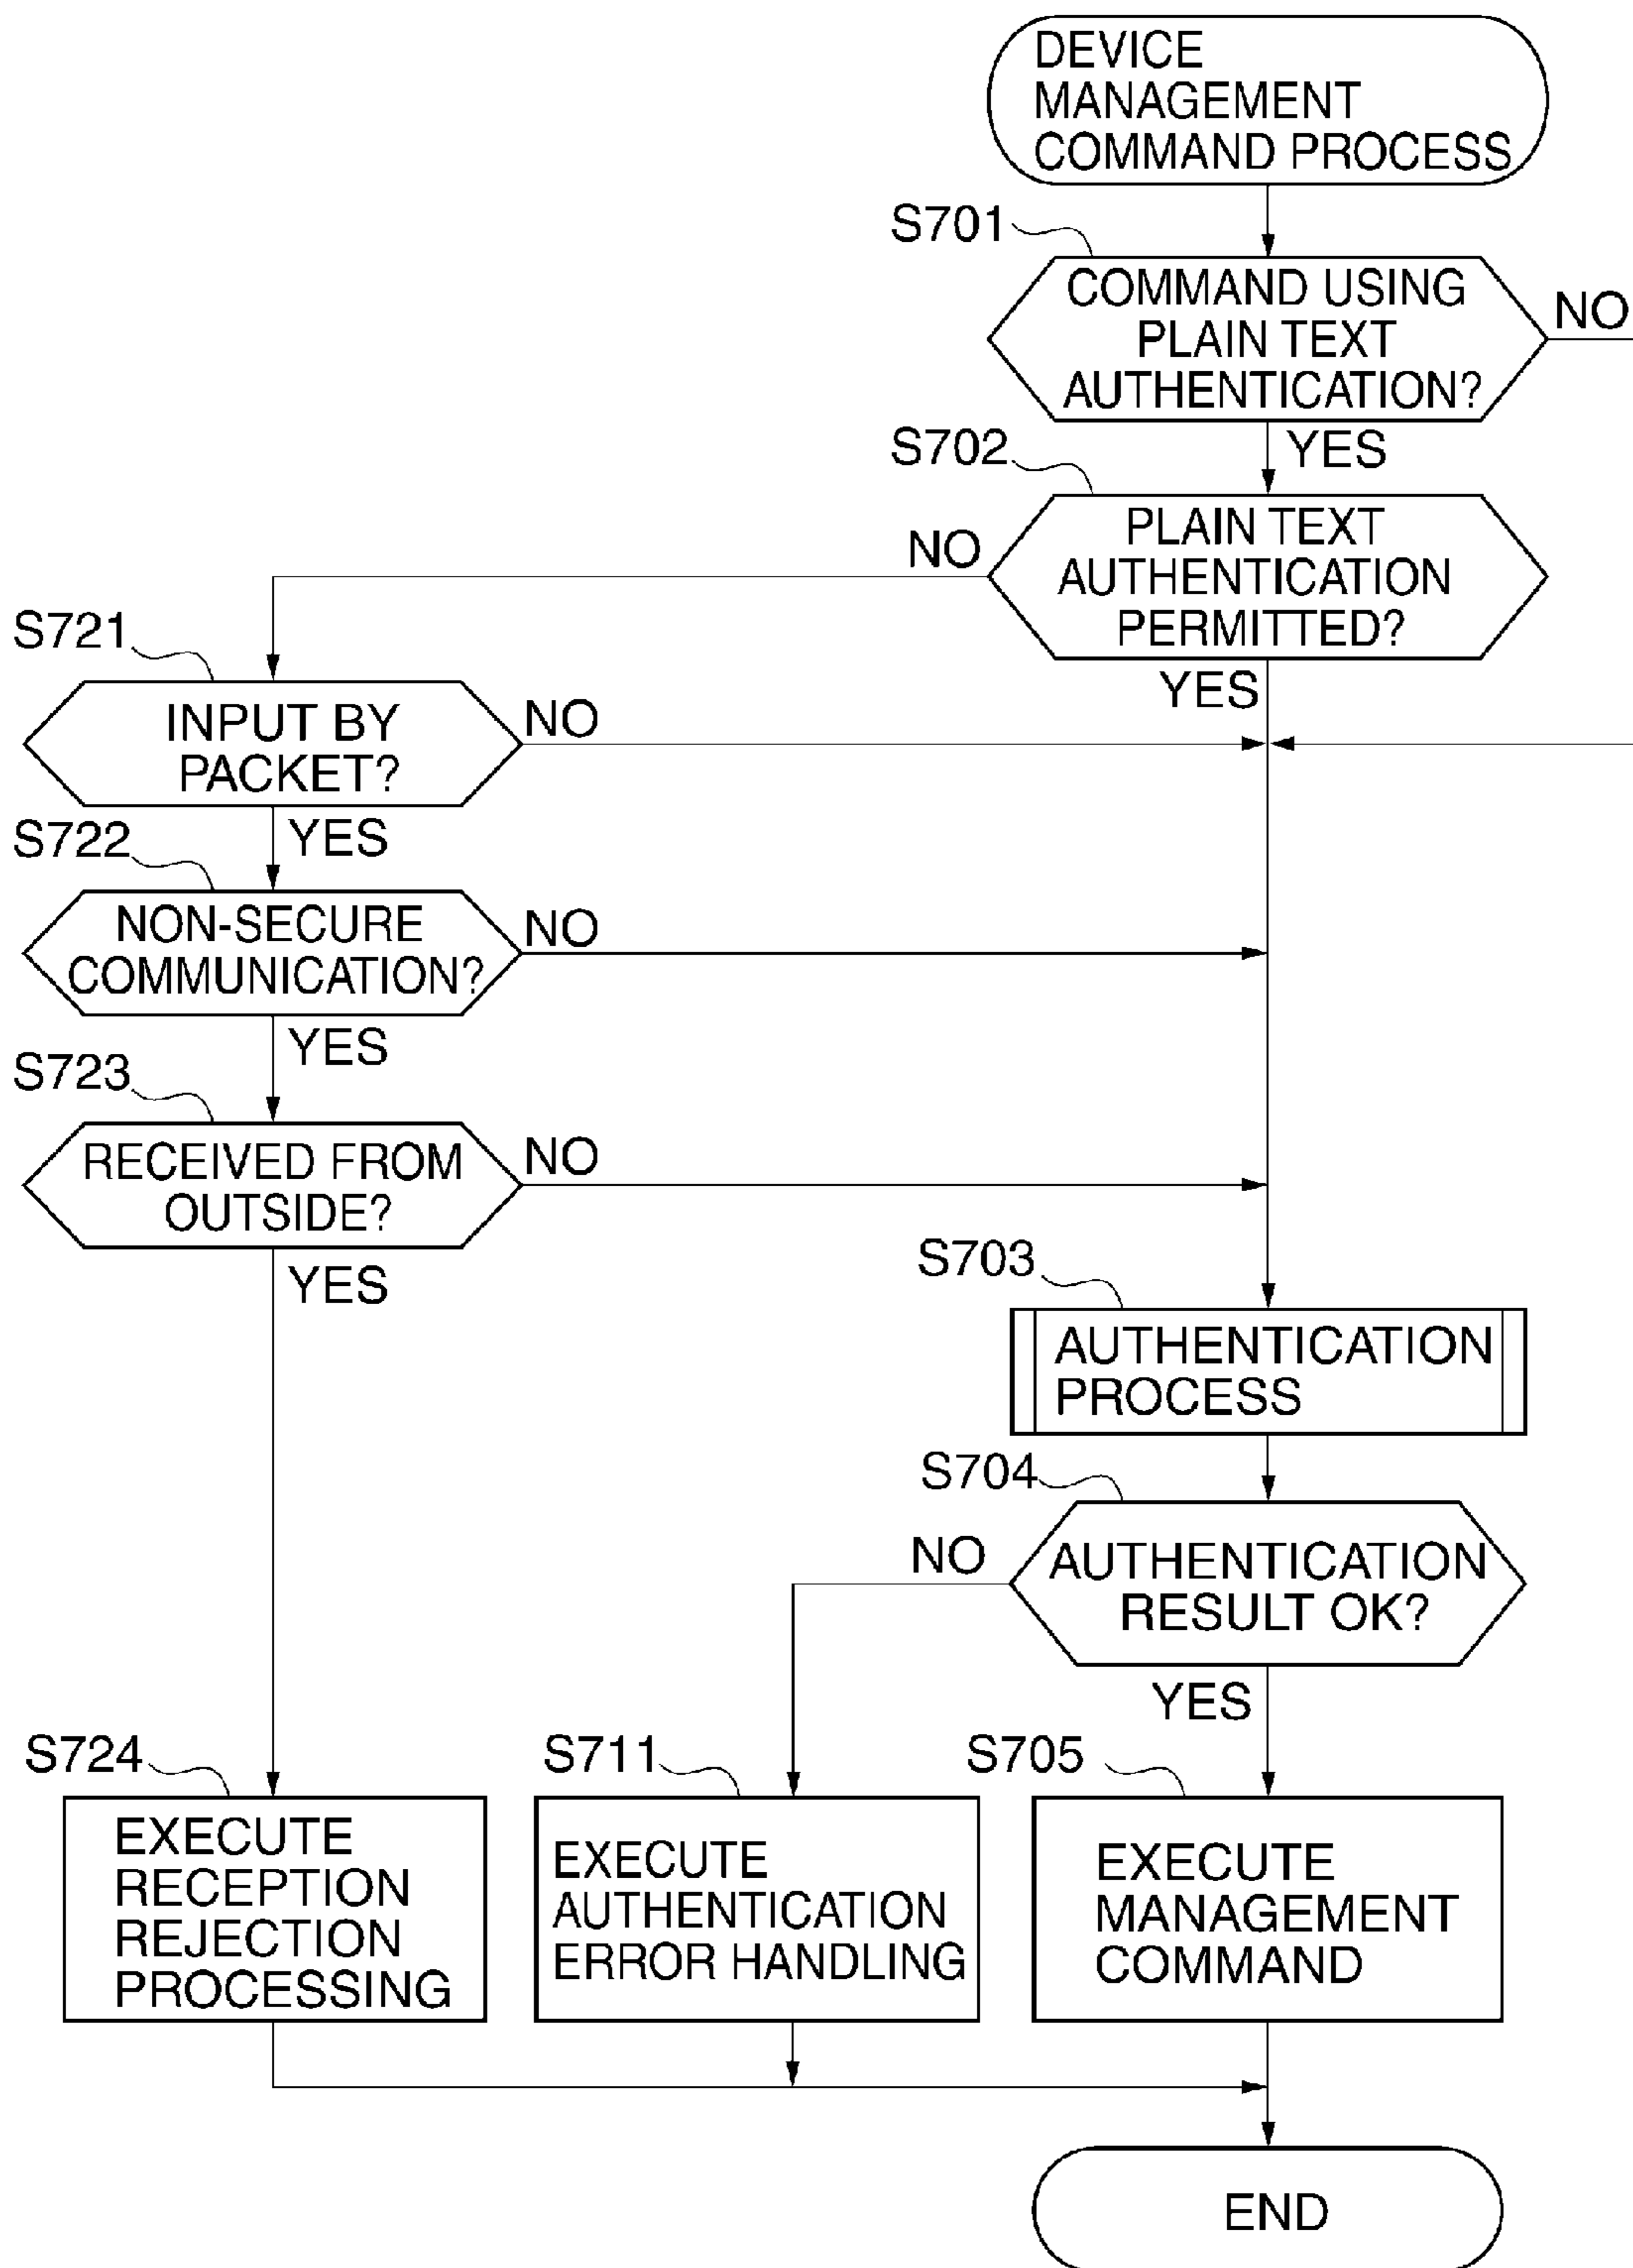 DEVICE
MANAGEMENT
COMMAND PROCESS
S701
COMMAND USING
PLAIN TEXT
AUTHENTICATION?
NO
YES
S702
PLAIN TEXT
AUTHENTICATION
PERMITTED?
NO
YES
S721
INPUT BY
PACKET?
NO
YES
S722
NON-SECURE
COMMUNICATION?
NO
YES
S723
RECEIVED FROM
OUTSIDE?
NO
YES
S703
AUTHENTICATION
PROCESS
S704
AUTHENTICATION
RESULT OK?
NO
YES
S724
EXECUTE
RECEPTION
REJECTION
PROCESSING
S711
EXECUTE
AUTHENTICATION
ERROR HANDLING
S705
EXECUTE
MANAGEMENT
COMMAND
END